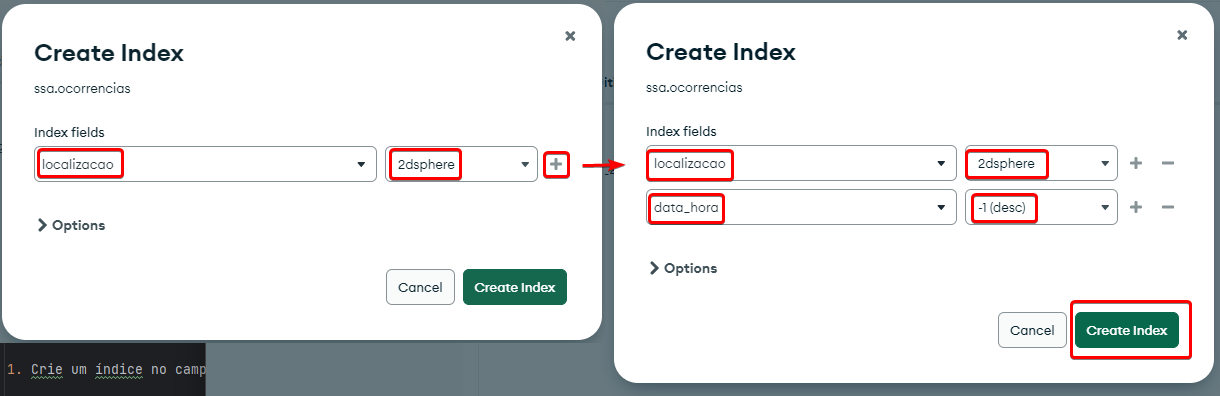 Create Index
ssa.ocorrencias
Index fields
localizacao 2dsphere
Options
Cancel Create Index
1. Crie um índice no camp
Create Index
ssa.ocorrencias
Index fields
localizacao 2dsphere
data_hora -1 (desc)
Options
Cancel Create Index